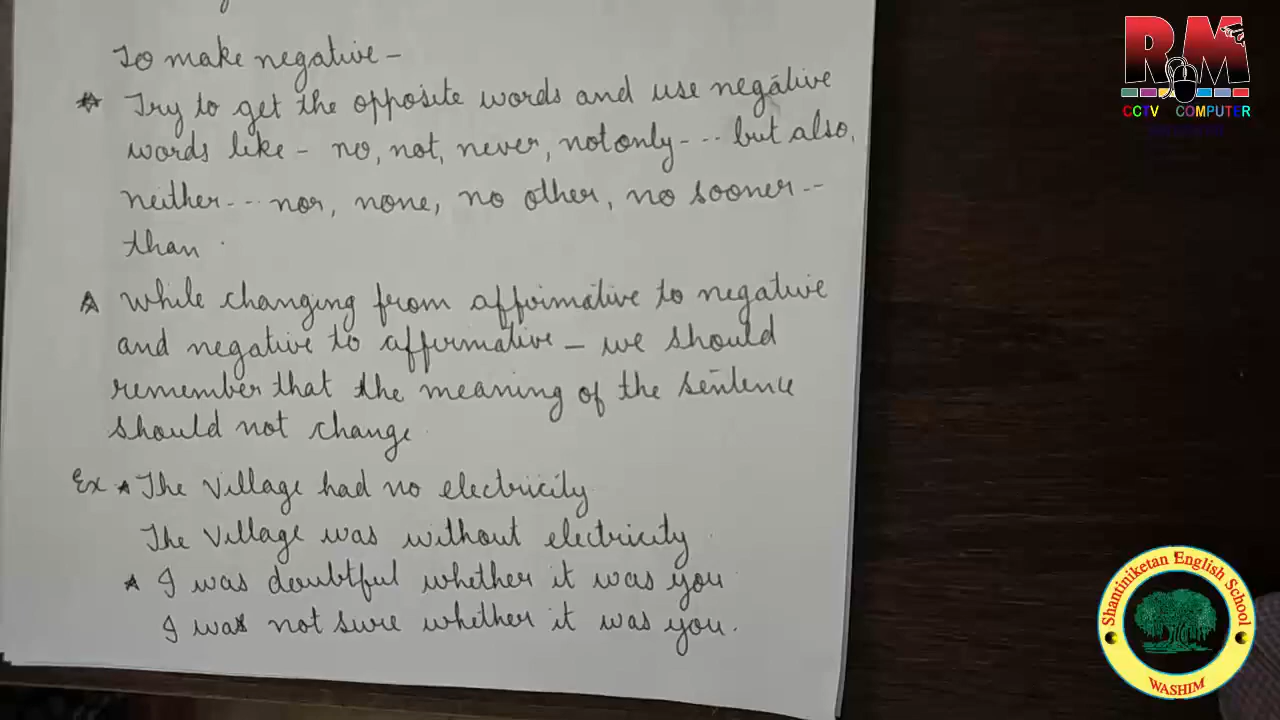 To make negative -
Try to get the opposite words and use negative
words like - no, not, never, not only --- but also,
neither --- nor, none, no other, no sooner --
than
while changing from affirmative to negative
and negative to affirmative - we should
remember that the meaning of the sentence
should not change
Ex The village had no electricity
The village was without electricity
I was doubtful whether it was you
I was not sure whether it was you.
RM
CCTV COMPUTER
Shantiniketan English School
WASHIM